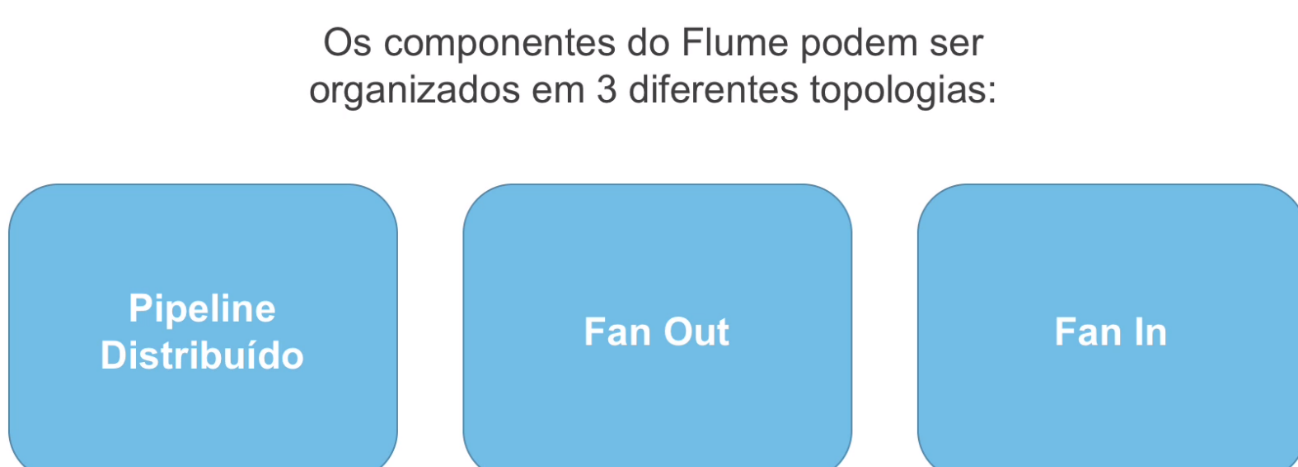 Os componentes do Flume podem ser
organizados em 3 diferentes topologias:
Pipeline
Distribuído
Fan Out
Fan In